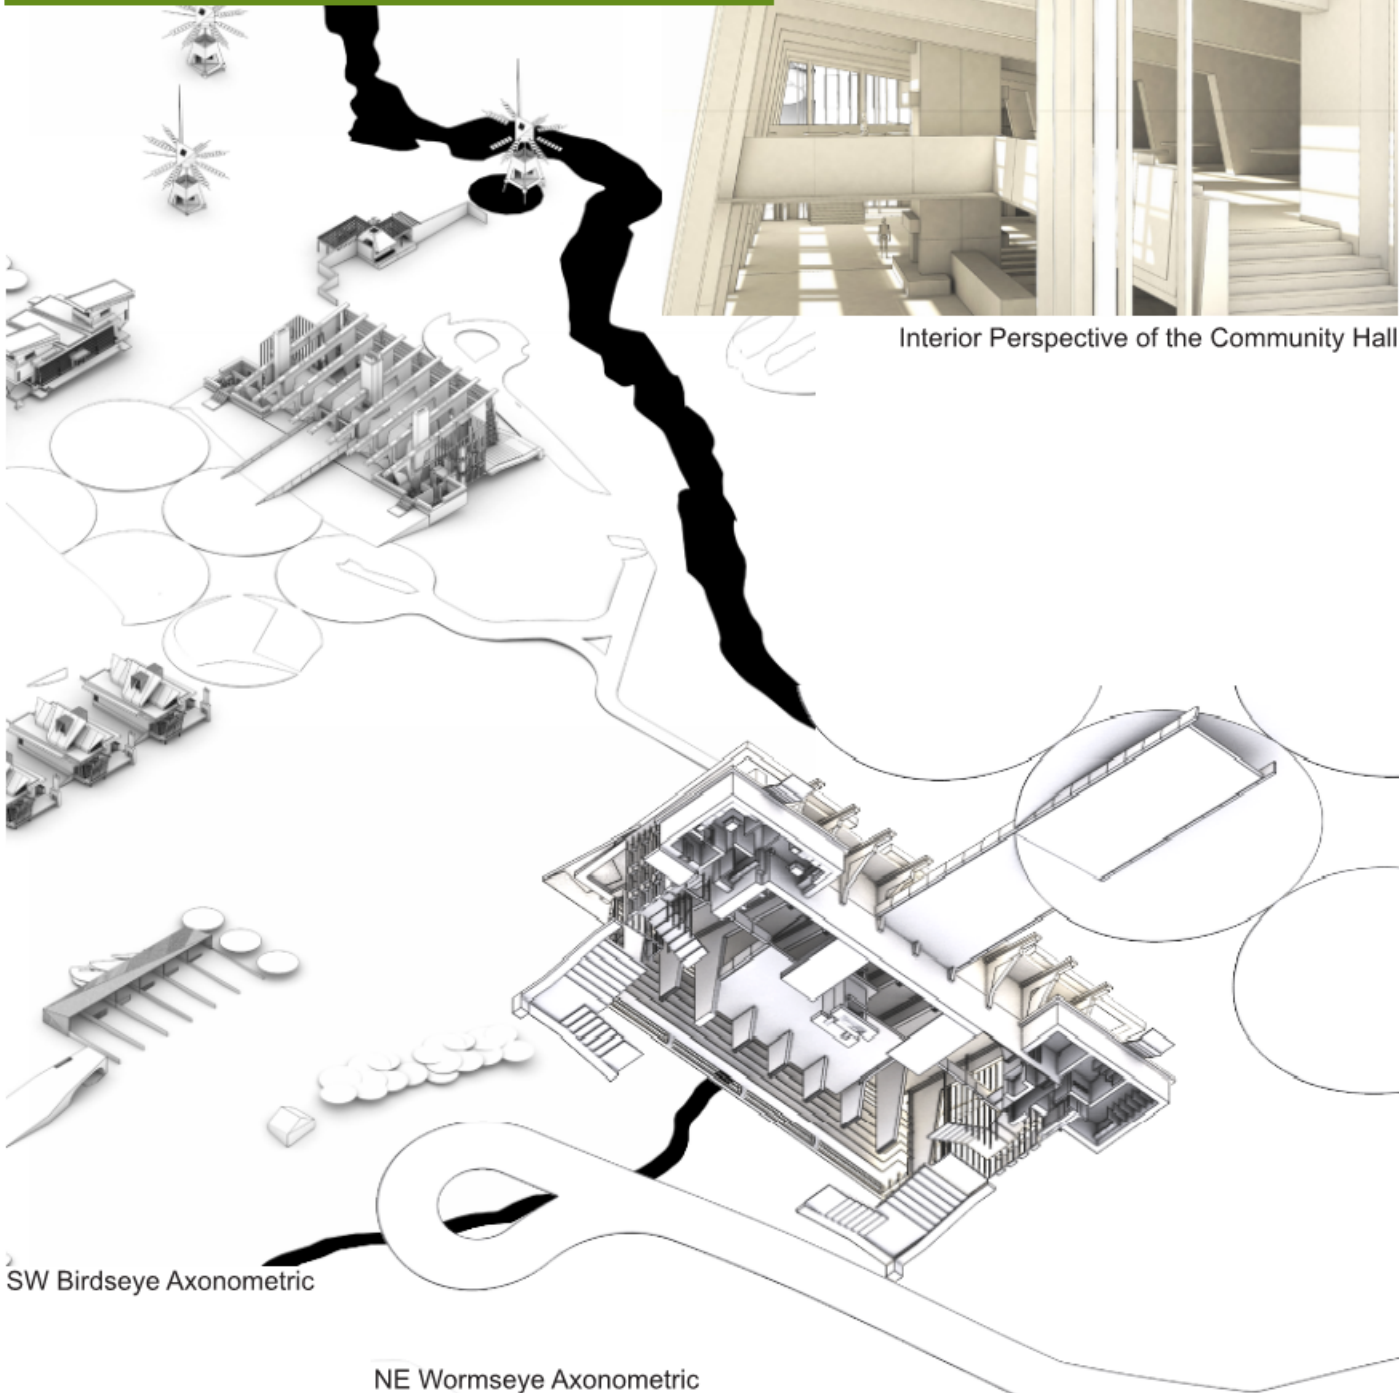 Interior Perspective of the Community Hall
SW Birdseye Axonometric
NE Wormseye Axonometric